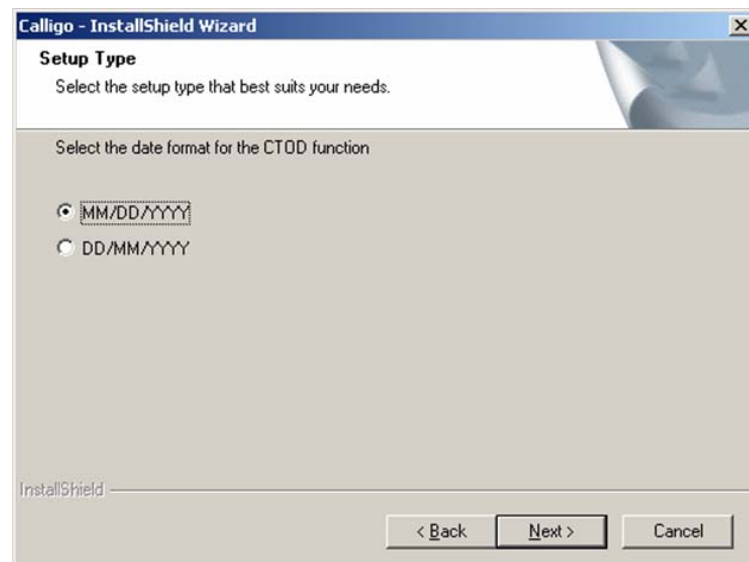 Calligo - InstallShield Wizard
Setup Type
Select the setup type that best suits your needs.
Select the date format for the CTOD function
MM/DD/YYYY
DD/MM/YYYY
InstallShield
< Back Next > Cancel